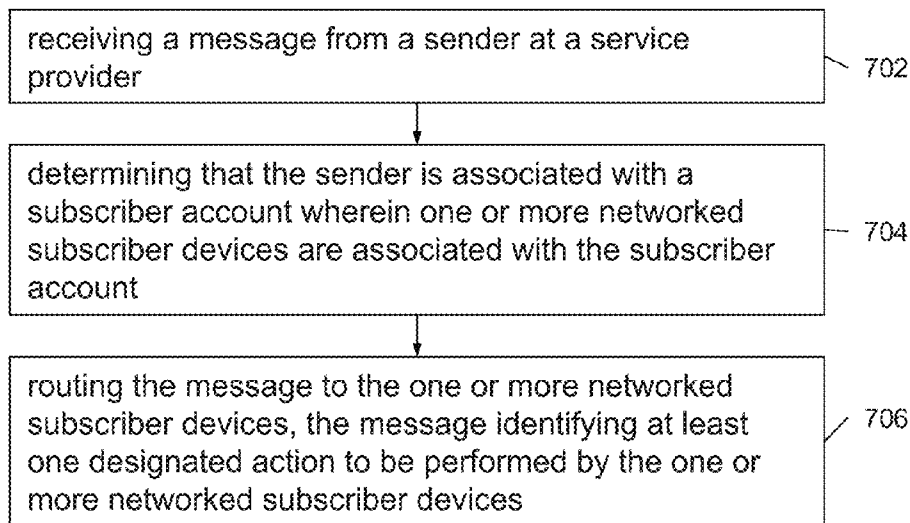 receiving a message from a sender at a service
provider
702
determining that the sender is associated with a
subscriber account wherein one or more networked
subscriber devices are associated with the subscriber
account
704
routing the message to the one or more networked
subscriber devices, the message identifying at least
one designated action to be performed by the one or
more networked subscriber devices
706